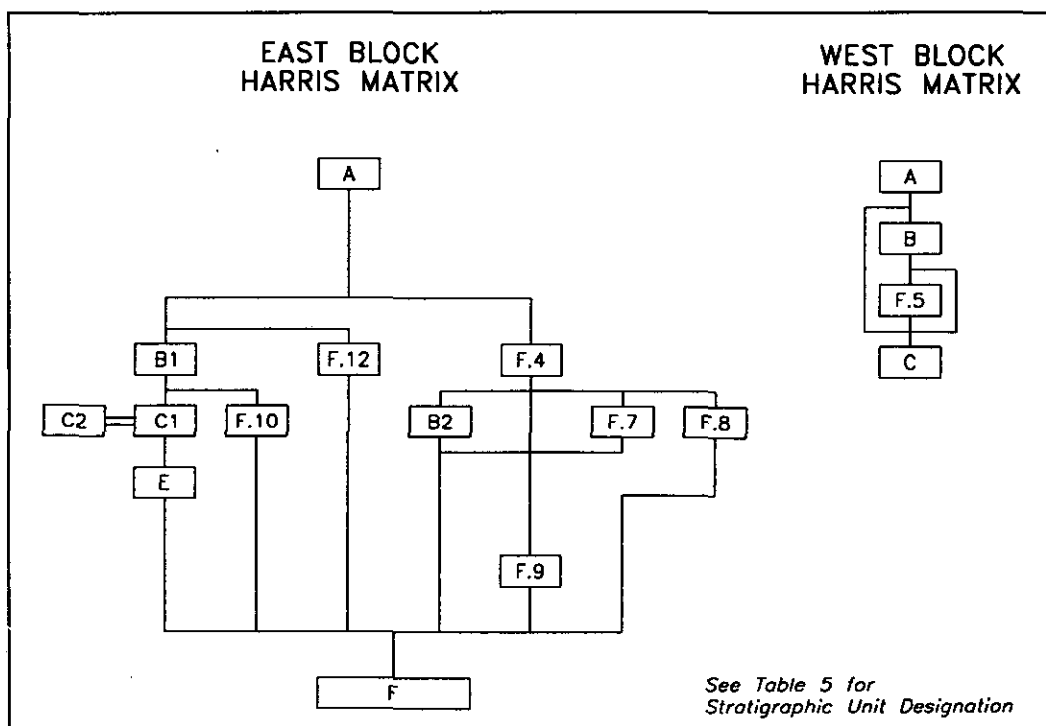 EAST BLOCK
HARRIS MATRIX
WEST BLOCK
HARRIS MATRIX
A
A
B
F.5
C
B1
F.12
F.4
C2
C1
F.10
B2
F.7
F.8
E
F.9
F
See Table 5 for
Stratigraphic Unit Designation